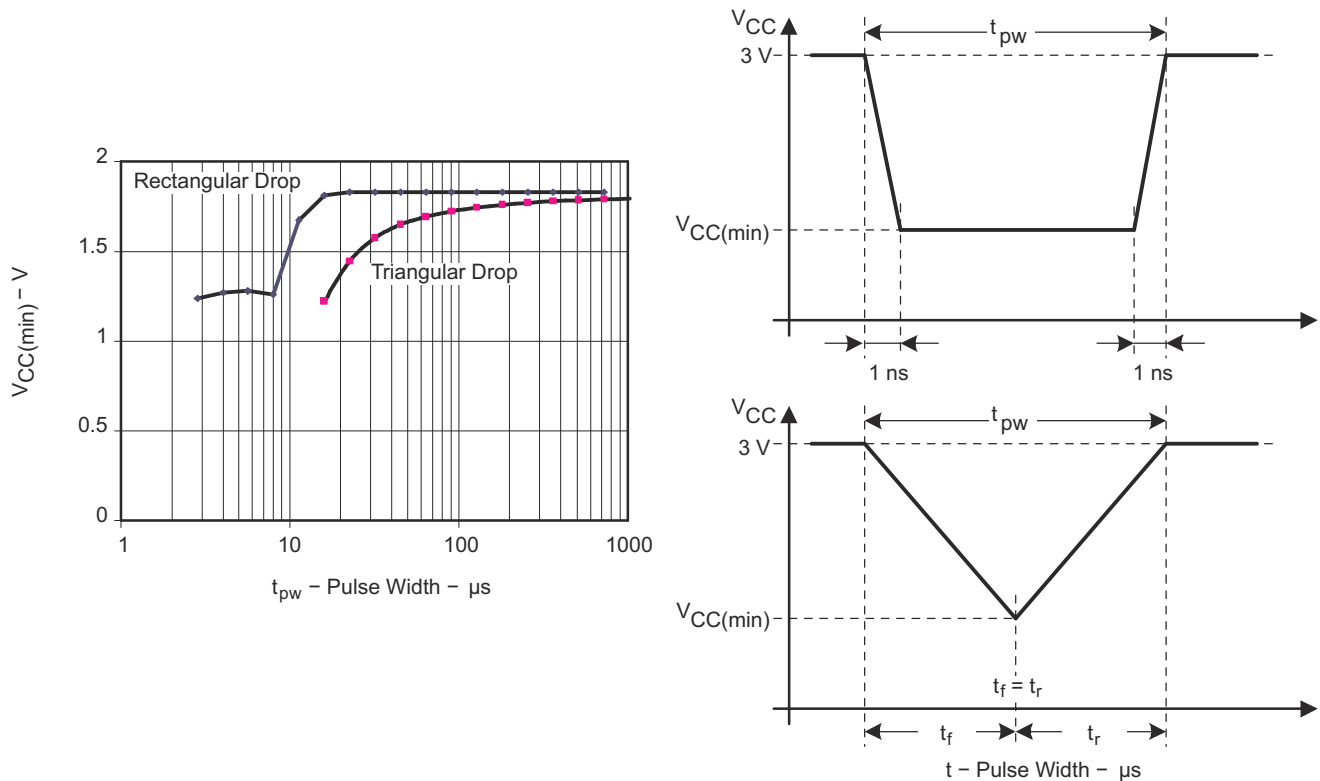 2
Rectangular Drop
1.5
Triangular Drop
1
0.5
0
VCC(min) − V
1 10 100 1000
tpw − Pulse Width − µs
VCC
3 V
tpw
VCC(min)
1 ns 1 ns
VCC
3 V
tpw
VCC(min)
tf = tr
tf tr
t − Pulse Width − µs